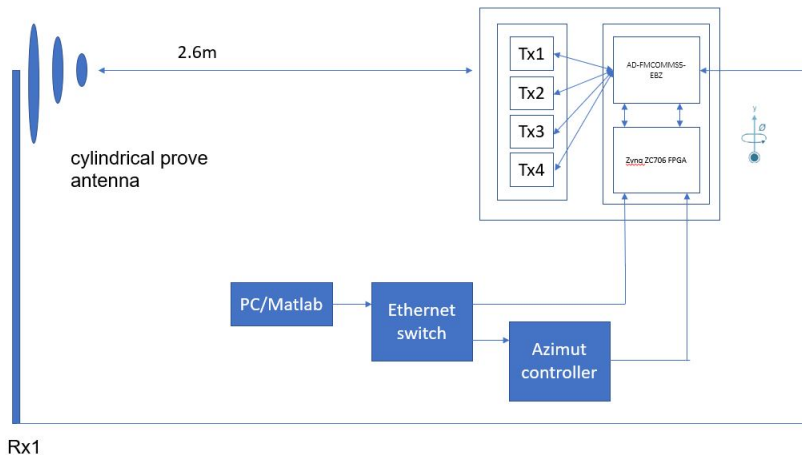 2.6m
Tx1
Tx2
Tx3
Tx4
AD-FMCOMMS5-
EBZ
Zynq ZC706 FPGA
y
Ø
cylindrical prove
antenna
PC/Matlab
Ethernet
switch
Azimut
controller
Rx1